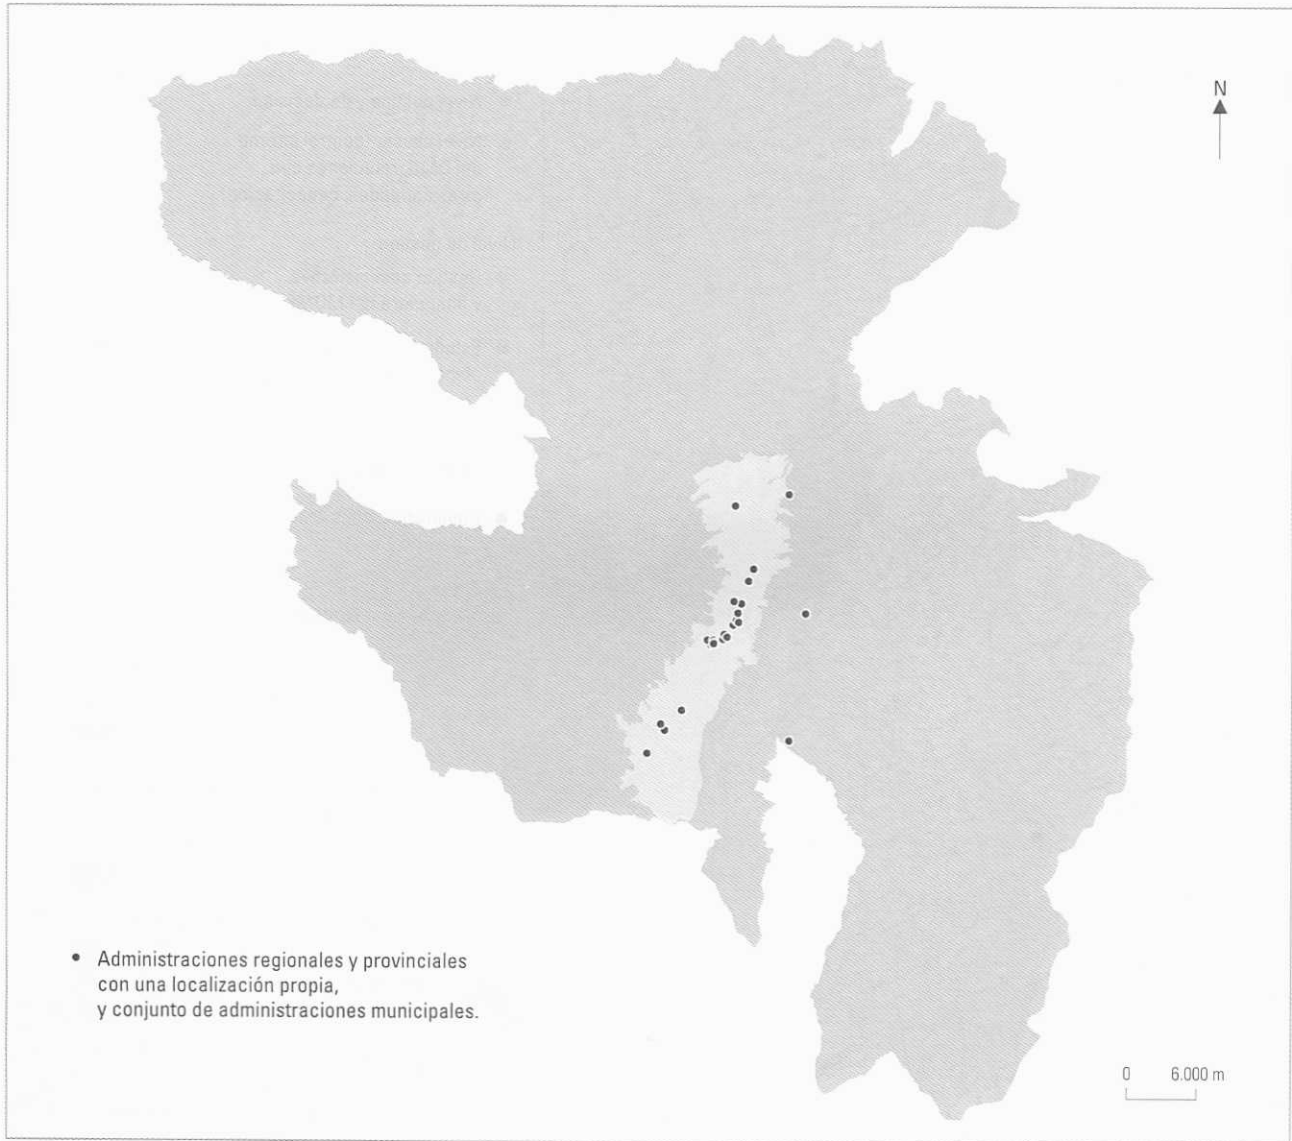 N
• Administraciones regionales y provinciales
con una localización propia,
y conjunto de administraciones municipales.
0 6.000 m